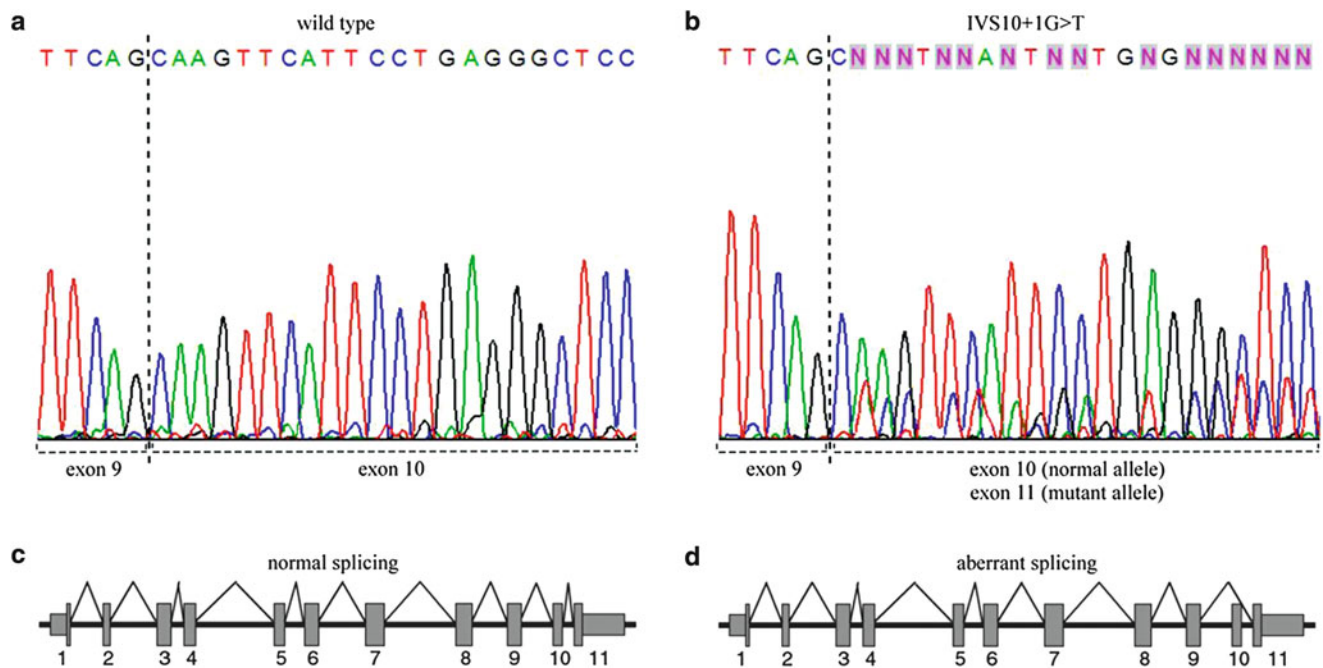 a
wild type
T T C A G C A A G T T C A T T C C T G A G G G C T C C
exon 9
exon 10
b
IVS10+1G>T
T T C A G C N N N T N N A N T N N T G N G N N N N N N
exon 9
exon 10 (normal allele)
exon 11 (mutant allele)
c
normal splicing
1 2 3 4 5 6 7 8 9 10 11
d
aberrant splicing
1 2 3 4 5 6 7 8 9 10 11